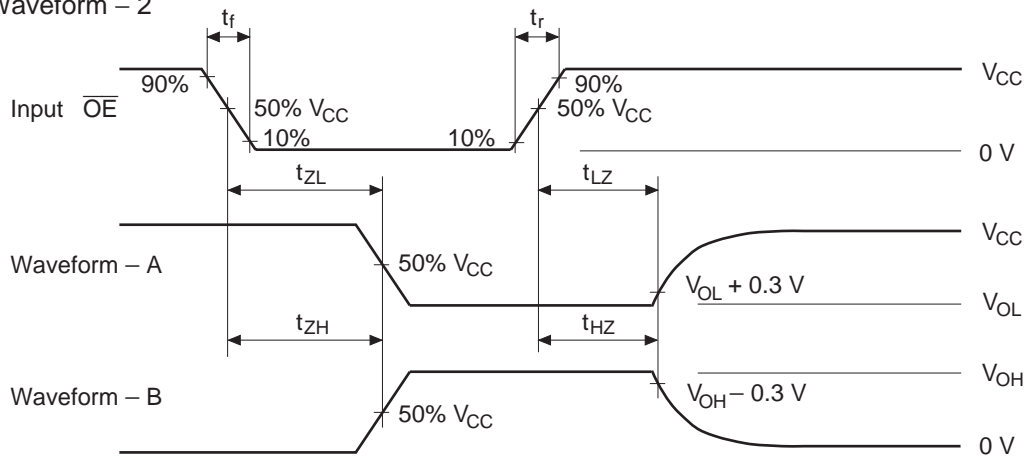 Waveform – 2
tf
tr
90%
90%
VCC
Input OE
50% VCC
50% VCC
10%
10%
0 V
tZL
tLZ
VCC
Waveform – A
50% VCC
VOL + 0.3 V
VOL
tZH
tHZ
VOH
Waveform – B
VOH – 0.3 V
50% VCC
0 V